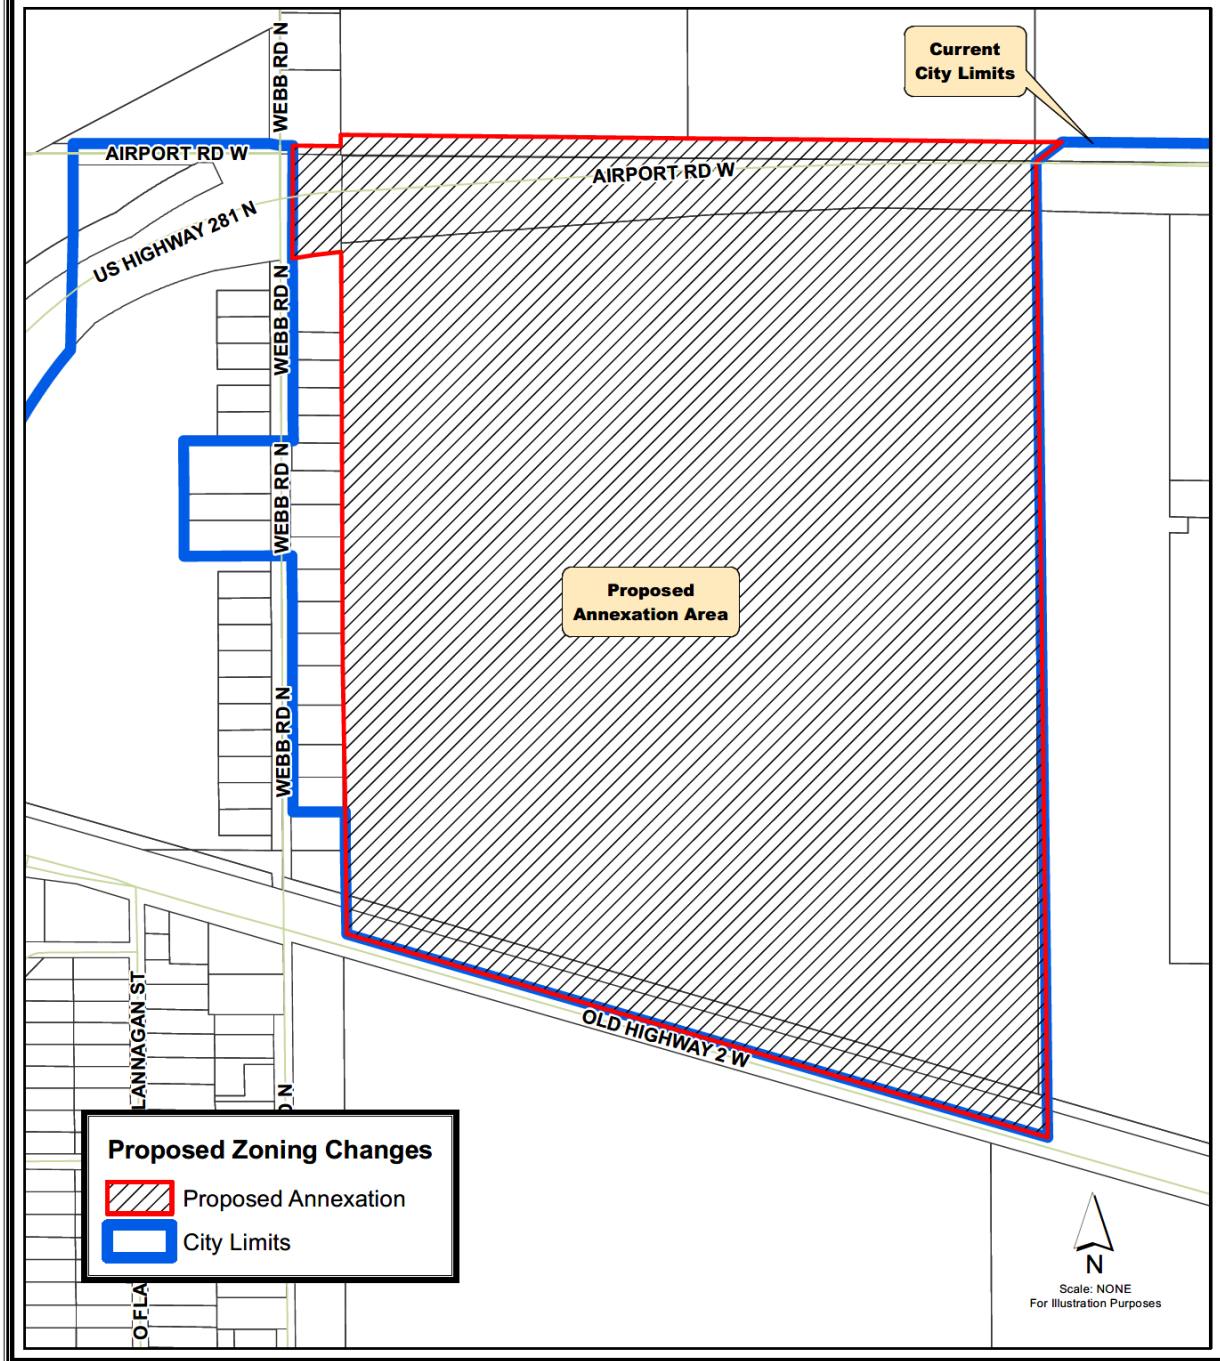 WEBB RD N
Current
City Limits
AIRPORT RD W
AIRPORT RD W
US HIGHWAY 281 N
WEBB RD N
WEBB RD N
Proposed
Annexation Area
WEBB RD N
OLD HIGHWAY 2 W
LANNAGAN ST
D N
Proposed Zoning Changes
Proposed Annexation
City Limits
O FLA
N
Scale: NONE
For Illustration Purposes